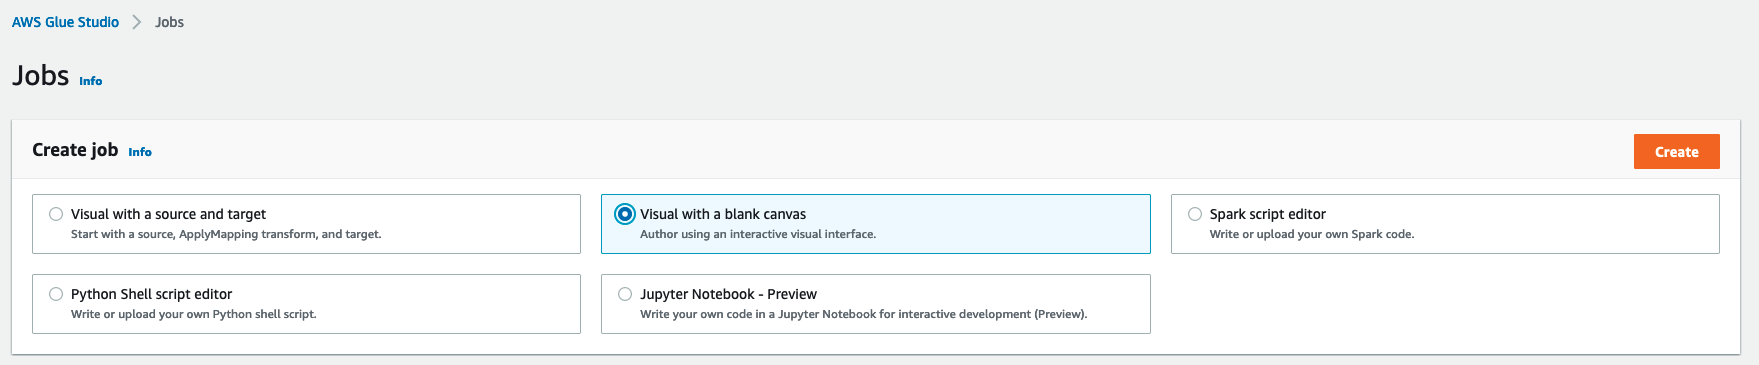 AWS Glue Studio > Jobs
Jobs Info
Create job Info
Create
Visual with a source and target
Start with a source, ApplyMapping transform, and target.
Visual with a blank canvas
Author using an interactive visual interface.
Spark script editor
Write or upload your own Spark code.
Python Shell script editor
Write or upload your own Python shell script.
Jupyter Notebook - Preview
Write your own code in a Jupyter Notebook for interactive development (Preview).